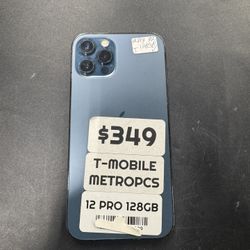 $349
T-MOBILE
METROPCS
12 PRO 128GB